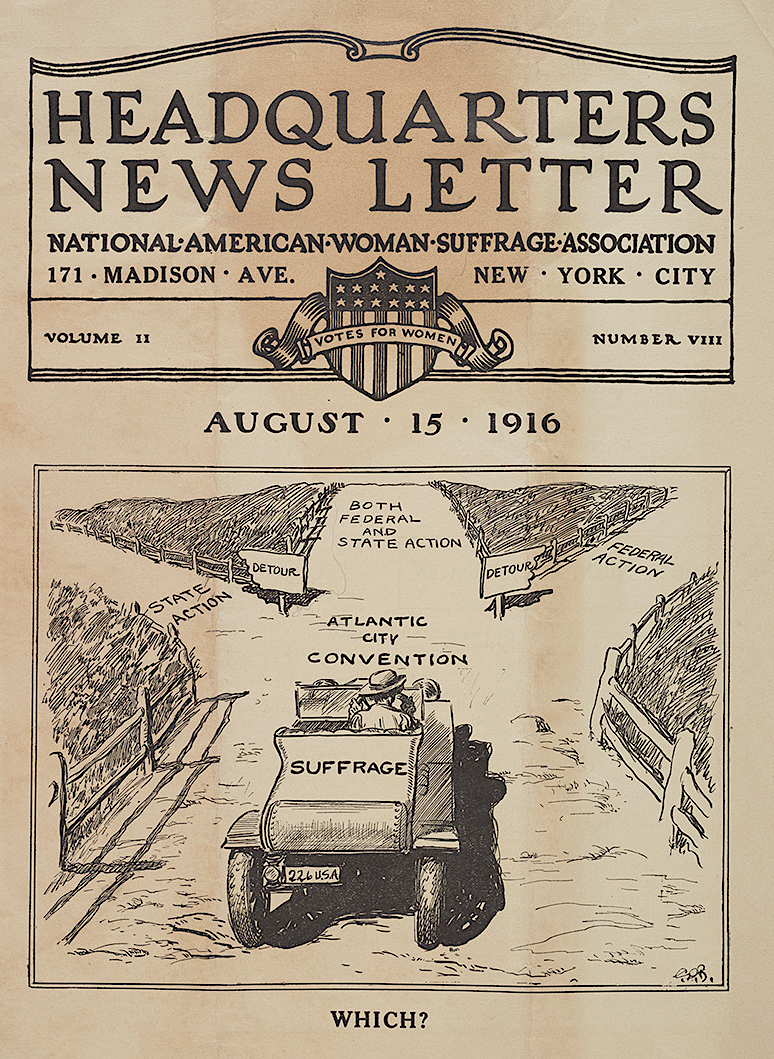 HEADQUARTERS
NEWS LETTER
NATIONAL·AMERICAN·WOMAN·SUFFRAGE·ASSOCIATION
171 · MADISON · AVE.
NEW · YORK · CITY
VOTES FOR WOMEN
VOLUME II
NUMBER VIII
AUGUST · 15 · 1916
BOTH
FEDERAL
AND
STATE ACTION
DETOUR
DETOUR
FEDERAL
ACTION
STATE
ACTION
ATLANTIC
CITY
CONVENTION
SUFFRAGE
226 U.S.A
WHICH?